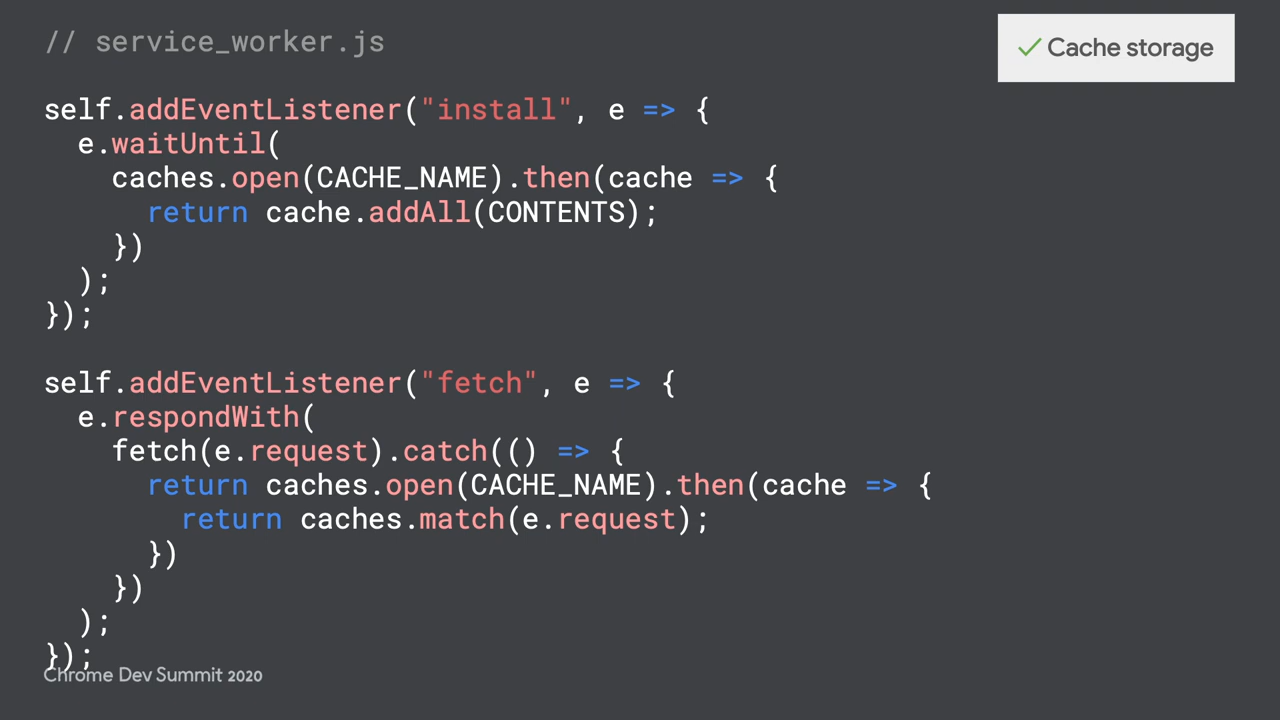 // service_worker.js
✓ Cache storage
self.addEventListener("install", e => {
  e.waitUntil(
    caches.open(CACHE_NAME).then(cache => {
      return cache.addAll(CONTENTS);
    })
  );
});
self.addEventListener("fetch", e => {
  e.respondWith(
    fetch(e.request).catch(() => {
      return caches.open(CACHE_NAME).then(cache => {
        return caches.match(e.request);
      })
    })
  );
});
Chrome Dev Summit 2020